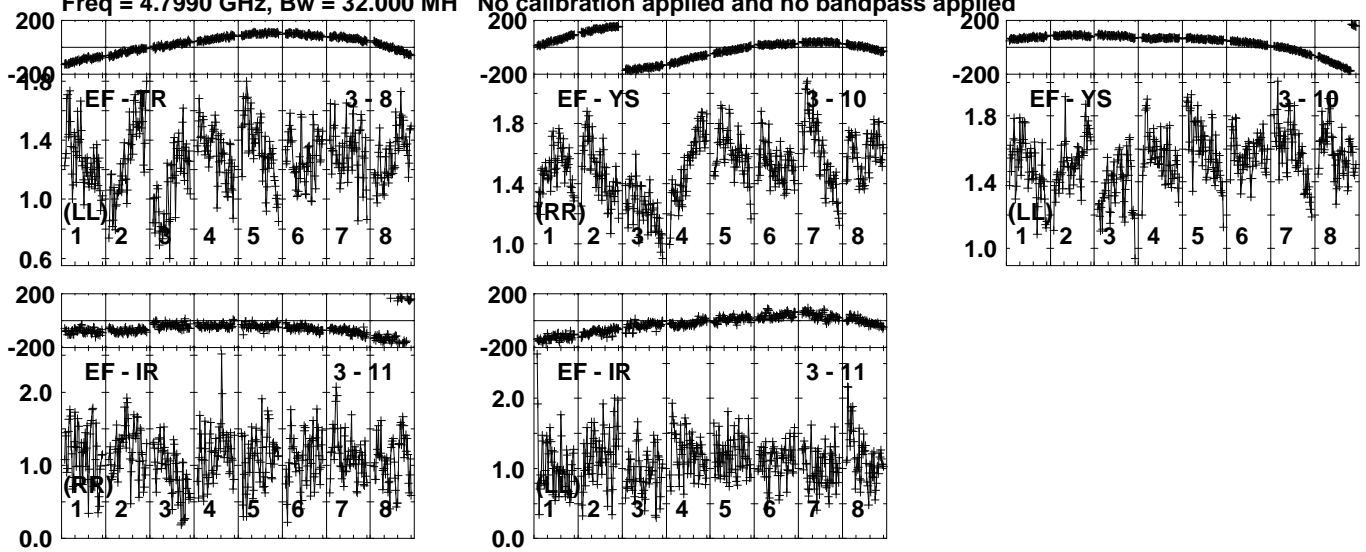 Freq = 4.7990 GHz, Bw = 32.000 MH No calibration applied and no bandpass applied
200
-200
1.8
1.4
1.0
0.6
EF - TR 3 - 8
(LL)
1 2 3 4 5 6 7 8
200
-200
1.8
1.4
1.0
EF - YS 3 - 10
(RR)
1 2 3 4 5 6 7 8
200
-200
1.8
1.4
1.0
EF - YS 3 - 10
(LL)
1 2 3 4 5 6 7 8
200
-200
2.0
1.0
0.0
EF - IR 3 - 11
(RR)
1 2 3 4 5 6 7 8
200
-200
2.0
1.0
0.0
EF - IR 3 - 11
(LL)
1 2 3 4 5 6 7 8